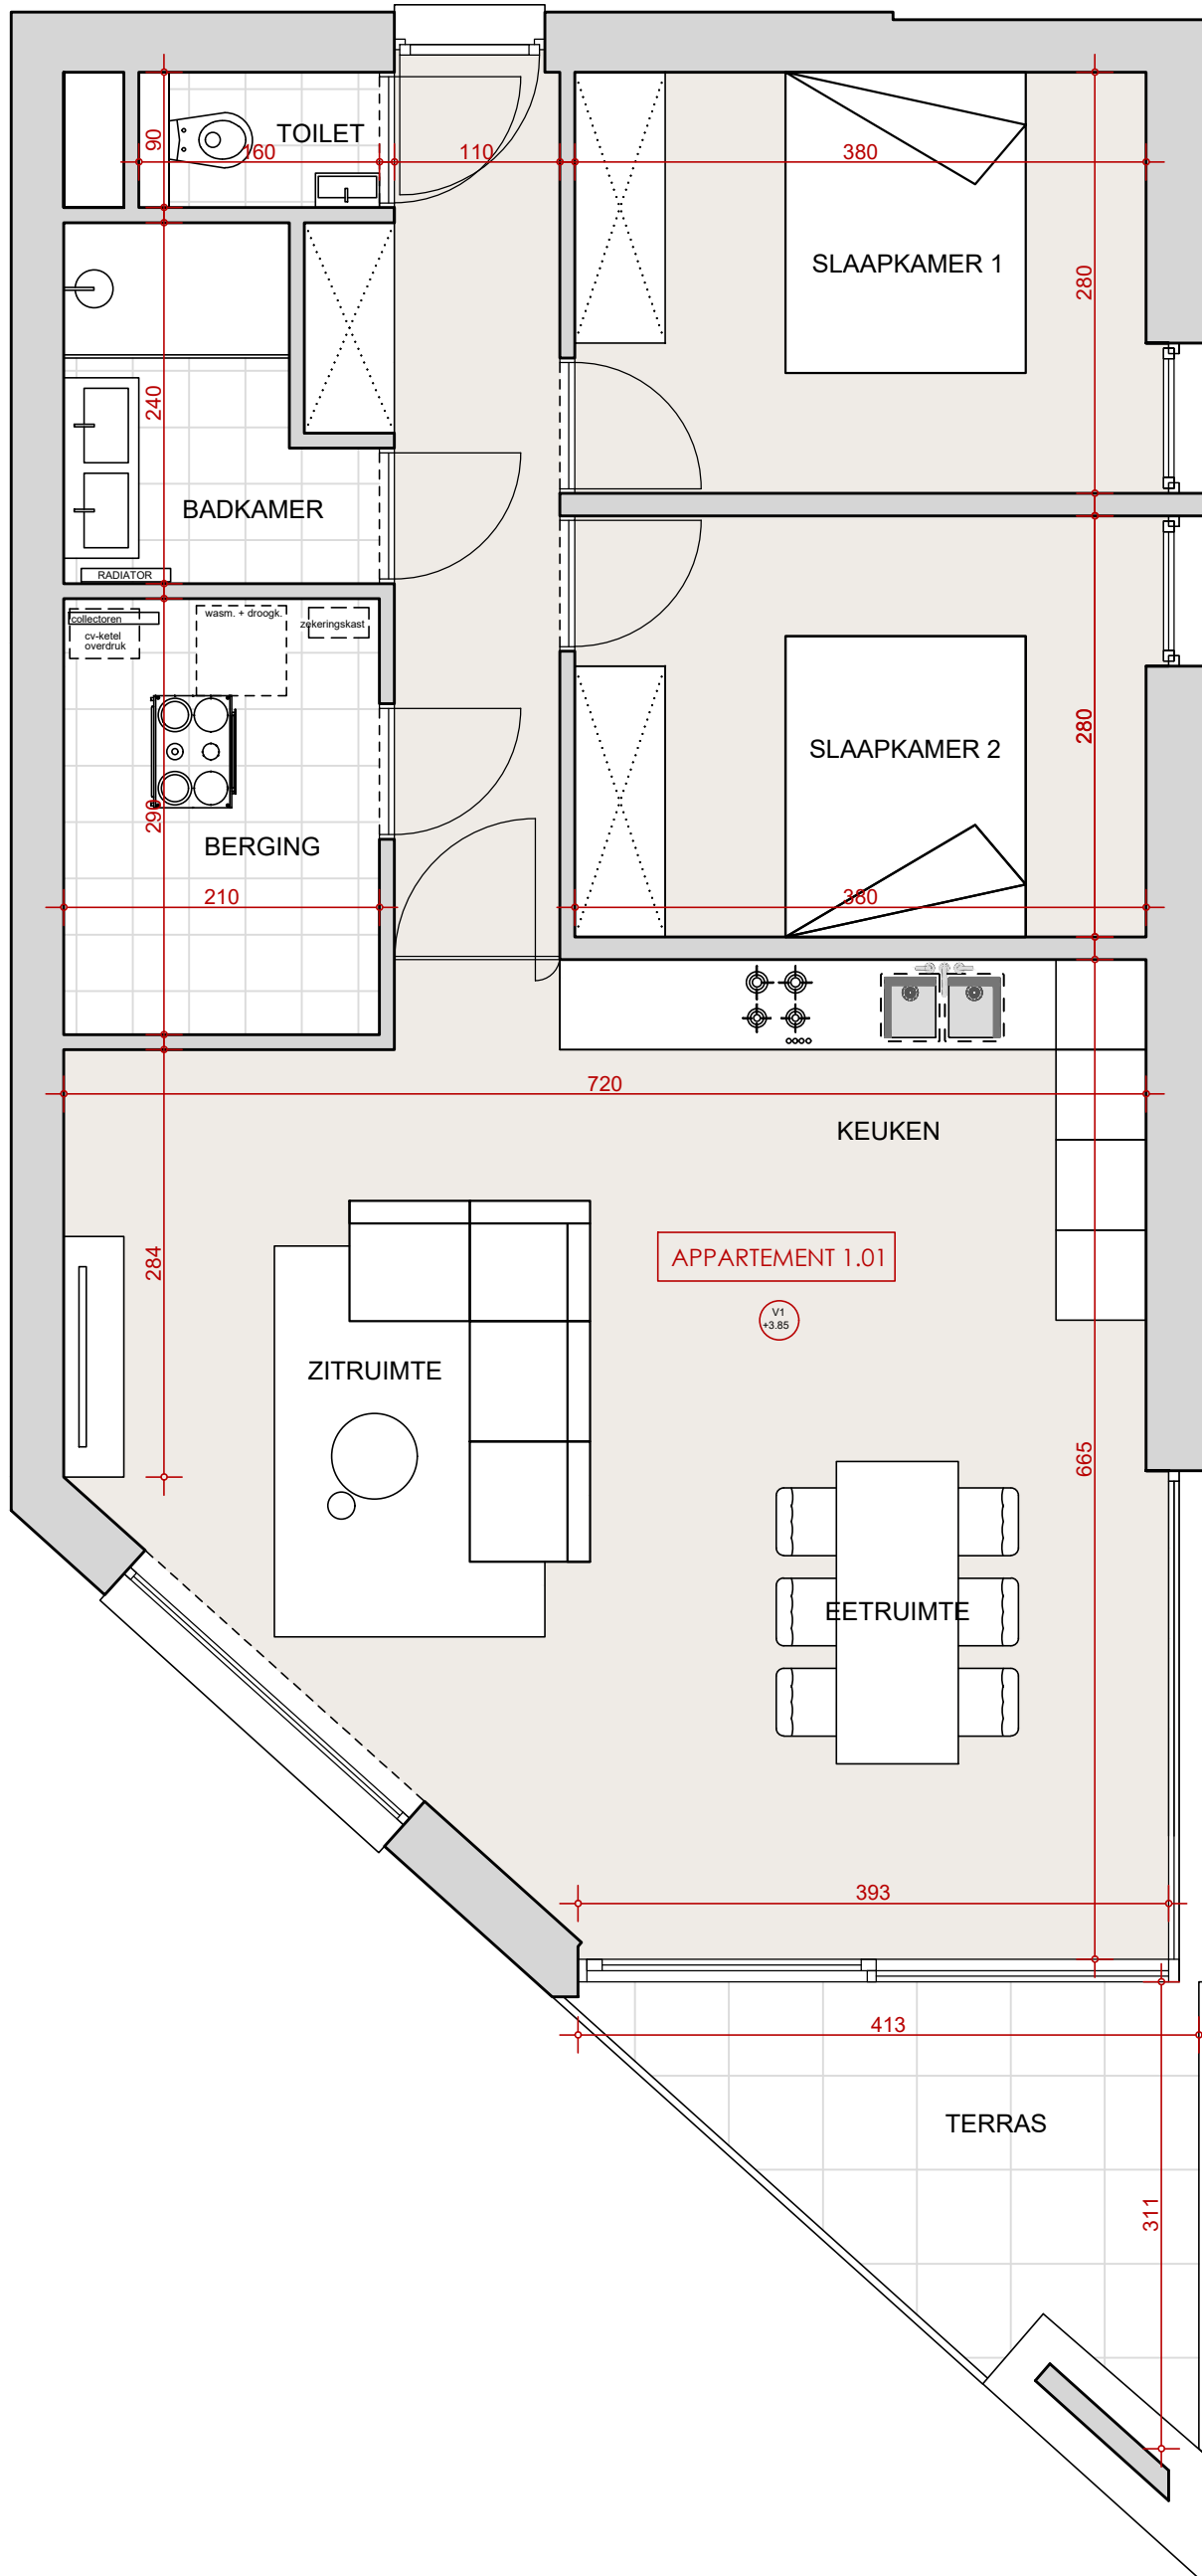 TOILET
90
160
110
380
SLAAPKAMER 1
280
240
BADKAMER
RADIATOR
collectoren
cv-ketel
overdruk
wasm. + droogk.
zekeringskast
SLAAPKAMER 2
280
290
BERGING
210
380
720
KEUKEN
APPARTEMENT 1.01
284
V1
+3.85
ZITRUIMTE
665
EETRUIMTE
393
413
TERRAS
311